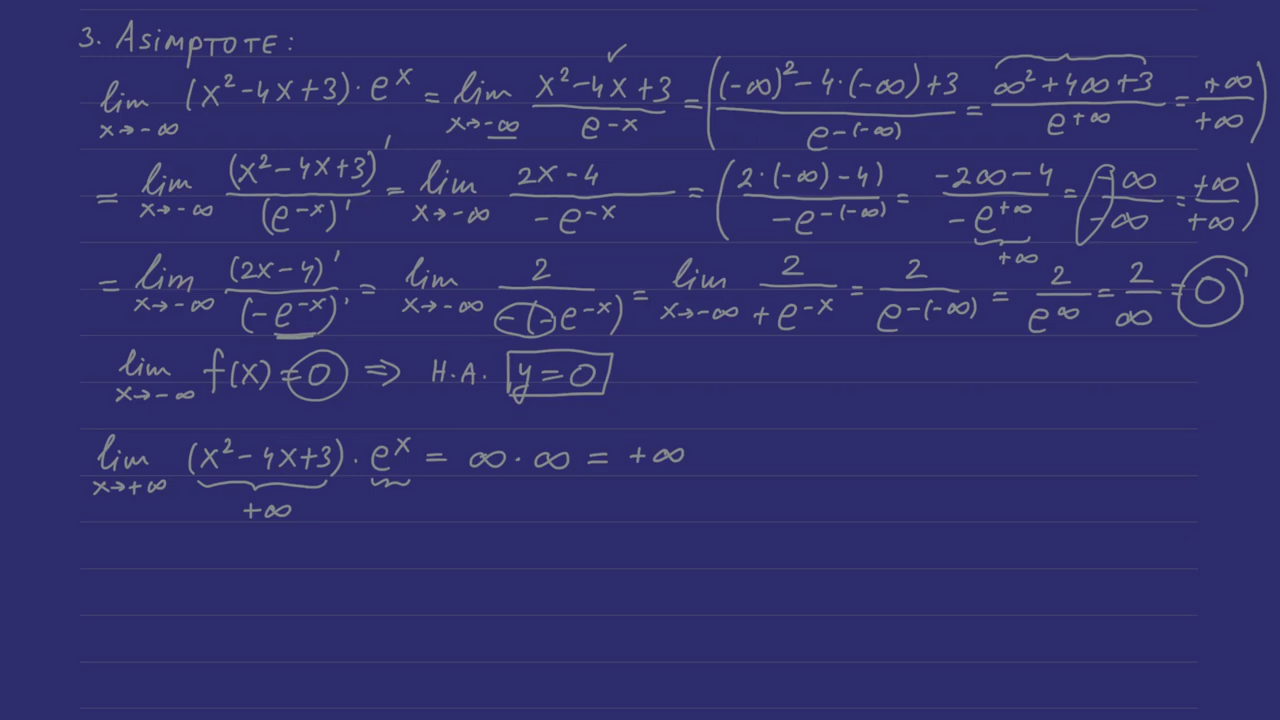 3. ASIMPTOTE:
lim x→-∞ (x²-4x+3)·eˣ = lim x→-∞ (x²-4x+3)/(e⁻ˣ) ✓ = ( ((-∞)²-4·(-∞)+3)/(e^-(-∞)) = (∞²+4∞+3)/(e^+∞) = +∞/+∞ )
= lim x→-∞ (x²-4x+3)'/(e⁻ˣ)' = lim x→-∞ (2x-4)/(-e⁻ˣ) = ( (2·(-∞)-4)/(-e^-(-∞)) = (-2∞-4)/(-e^+∞) = -∞/-∞ = +∞/+∞ )
+∞
= lim x→-∞ (2x-4)'/(-e⁻ˣ)' = lim x→-∞ 2/(-(-e⁻ˣ)) = lim x→-∞ 2/(+e⁻ˣ) = 2/(e^-(-∞)) = 2/(e^∞) = 2/∞ = 0
lim x→-∞ f(x) = 0 ⇒ H.A. y=0
lim x→+∞ (x²-4x+3)·eˣ = ∞·∞ = +∞
+∞